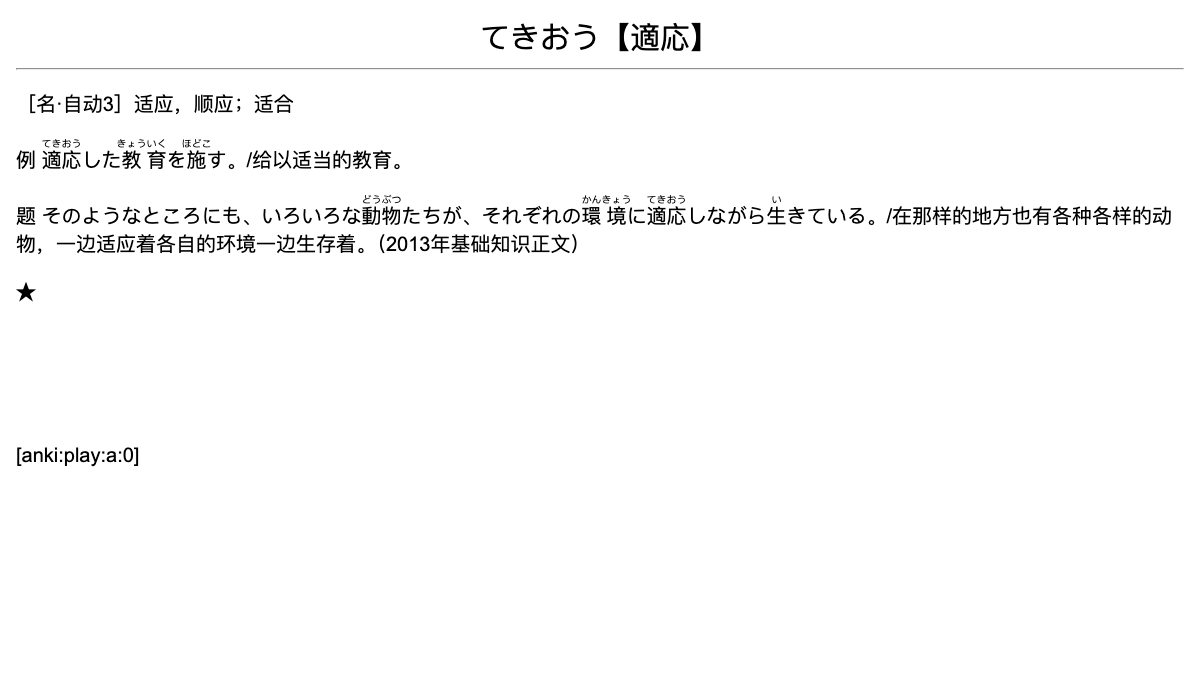 てきおう【適応】
［名·自动3］适应，顺应；适合
てきおう きょういく ほどこ
例 適応した教育を施す。/给以适当的教育。
どうぶつ かんきょう てきおう い
题 そのようなところにも、いろいろな動物たちが、それぞれの環境に適応しながら生きている。/在那样的地方也有各种各样的动
物，一边适应着各自的环境一边生存着。（2013年基础知识正文）
★
[anki:play:a:0]